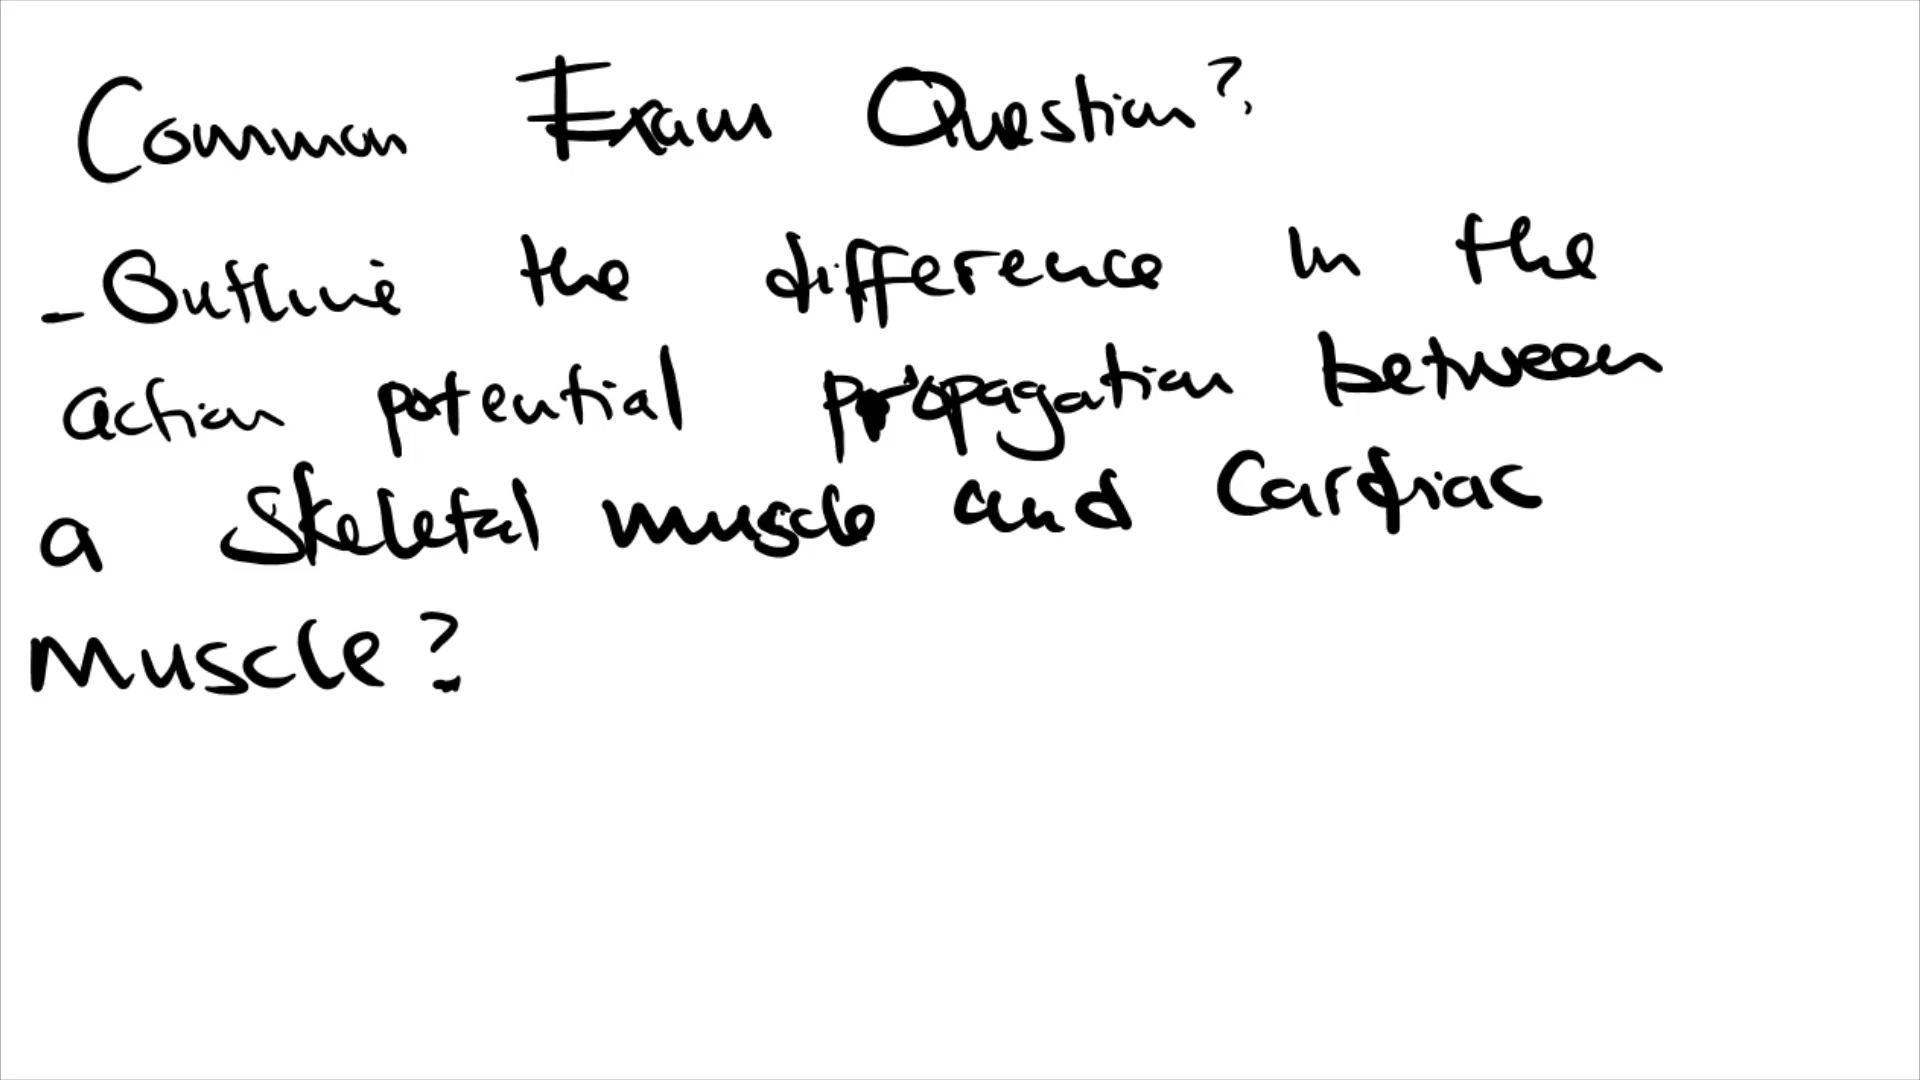 Common Exam Question?
- Outline the difference in the
action potential propagation between
a skeletal muscle and Cardiac
Muscle?